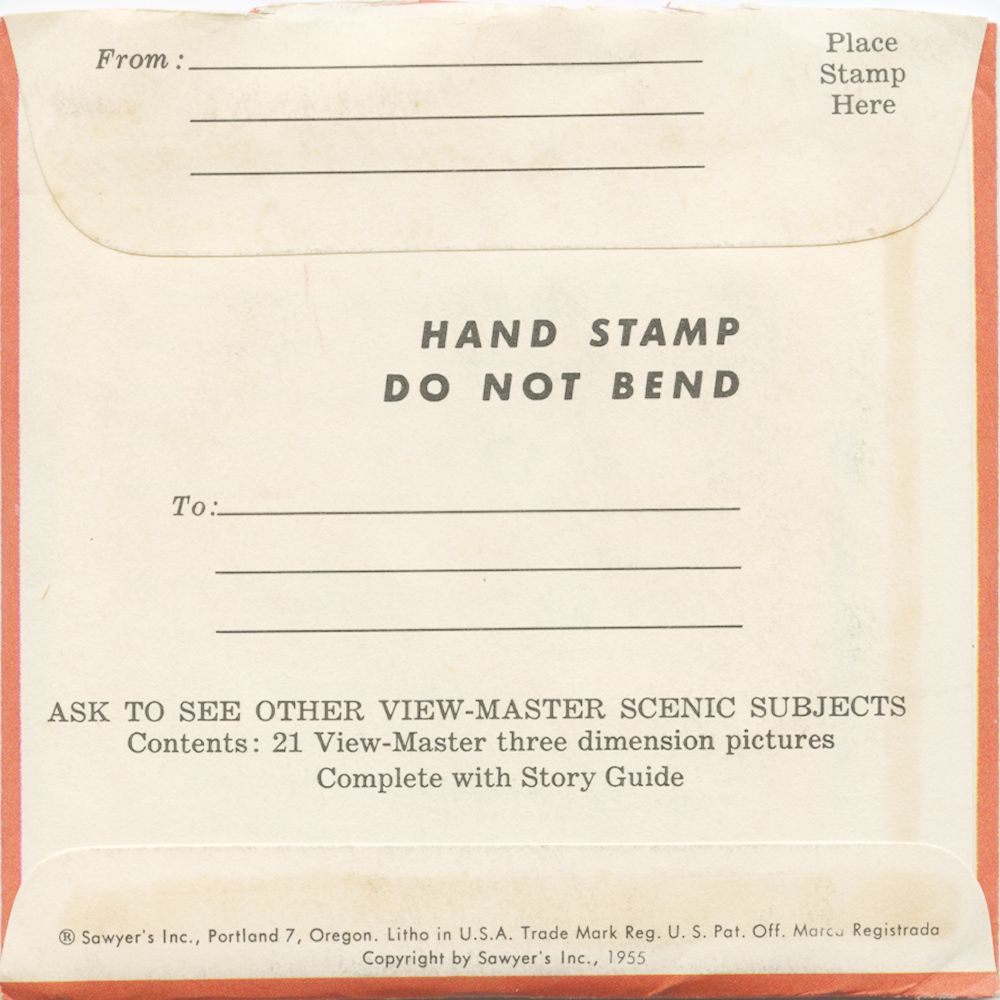 From:
Place
Stamp
Here
HAND STAMP
DO NOT BEND
To:
ASK TO SEE OTHER VIEW-MASTER SCENIC SUBJECTS
Contents: 21 View-Master three dimension pictures
Complete with Story Guide
® Sawyer's Inc., Portland 7, Oregon. Litho in U.S.A. Trade Mark Reg. U. S. Pat. Off. Marca Registrada
Copyright by Sawyer's Inc., 1955